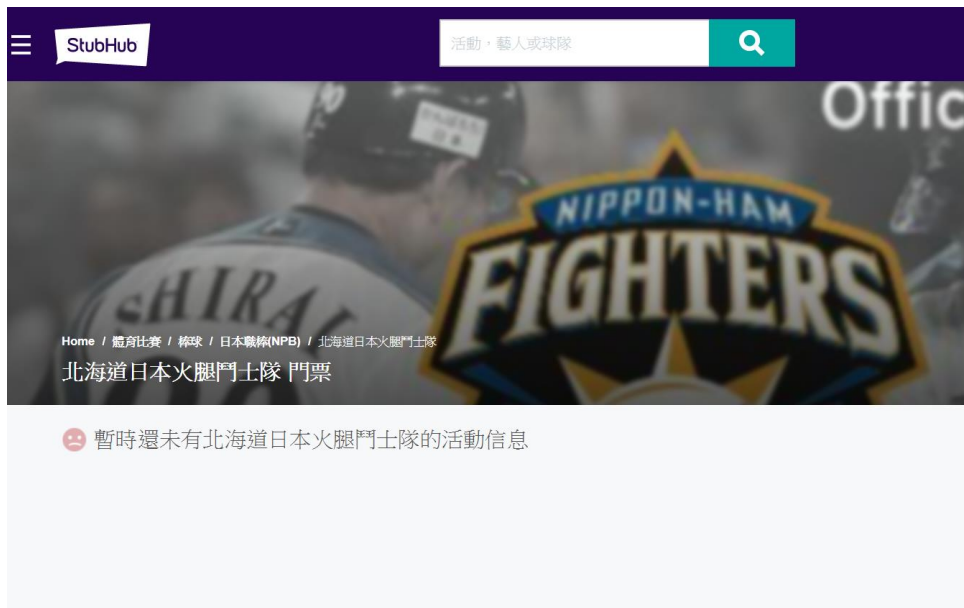 StubHub
活動，藝人或球隊
Offic
NIPPON-HAM
FIGHTERS
SHIRAI
Home / 體育比賽 / 棒球 / 日本職棒(NPB) / 北海道日本火腿鬥士隊
北海道日本火腿鬥士隊 門票
暫時還未有北海道日本火腿鬥士隊的活動信息